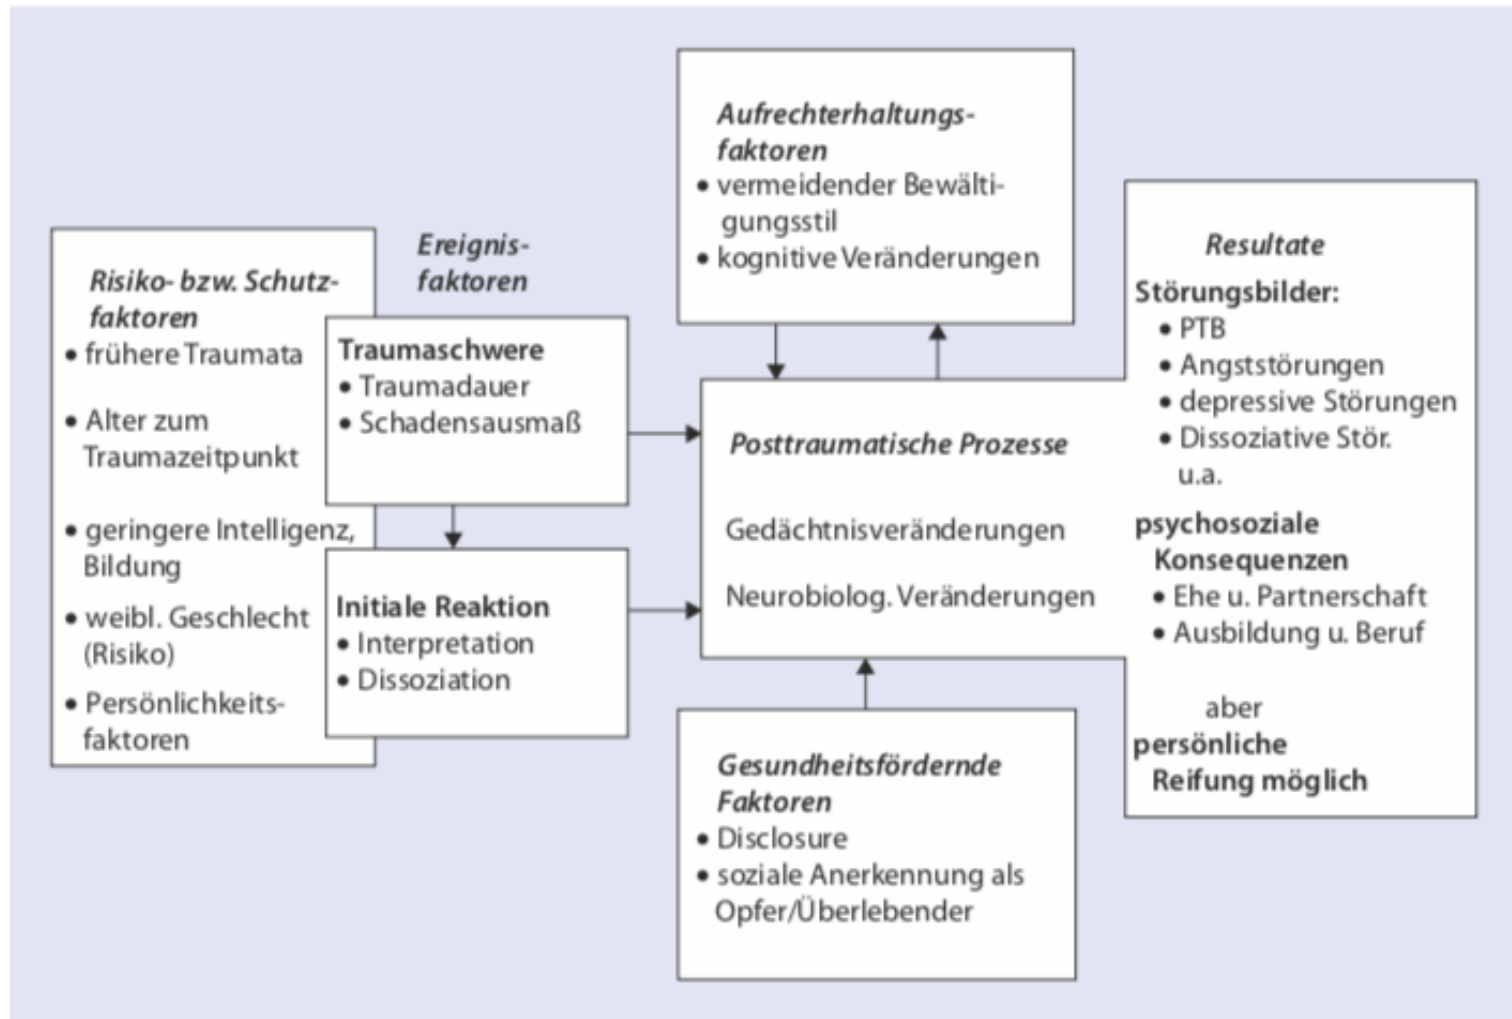 Risiko- bzw. Schutz-
faktoren
• frühere Traumata
• Alter zum
Traumazeitpunkt
• geringere Intelligenz,
Bildung
• weibl. Geschlecht
(Risiko)
• Persönlichkeits-
faktoren
Ereignis-
faktoren
Traumaschwere
• Traumadauer
• Schadensausmaß
Initiale Reaktion
• Interpretation
• Dissoziation
Aufrechterhaltungs-
faktoren
• vermeidender Bewälti-
gungsstil
• kognitive Veränderungen
Posttraumatische Prozesse
Gedächtnisveränderungen
Neurobiolog. Veränderungen
Gesundheitsfördernde
Faktoren
• Disclosure
• soziale Anerkennung als
Opfer/Überlebender
Resultate
Störungsbilder:
• PTB
• Angststörungen
• depressive Störungen
• Dissoziative Stör.
u.a.
psychosoziale
Konsequenzen
• Ehe u. Partnerschaft
• Ausbildung u. Beruf
aber
persönliche
Reifung möglich